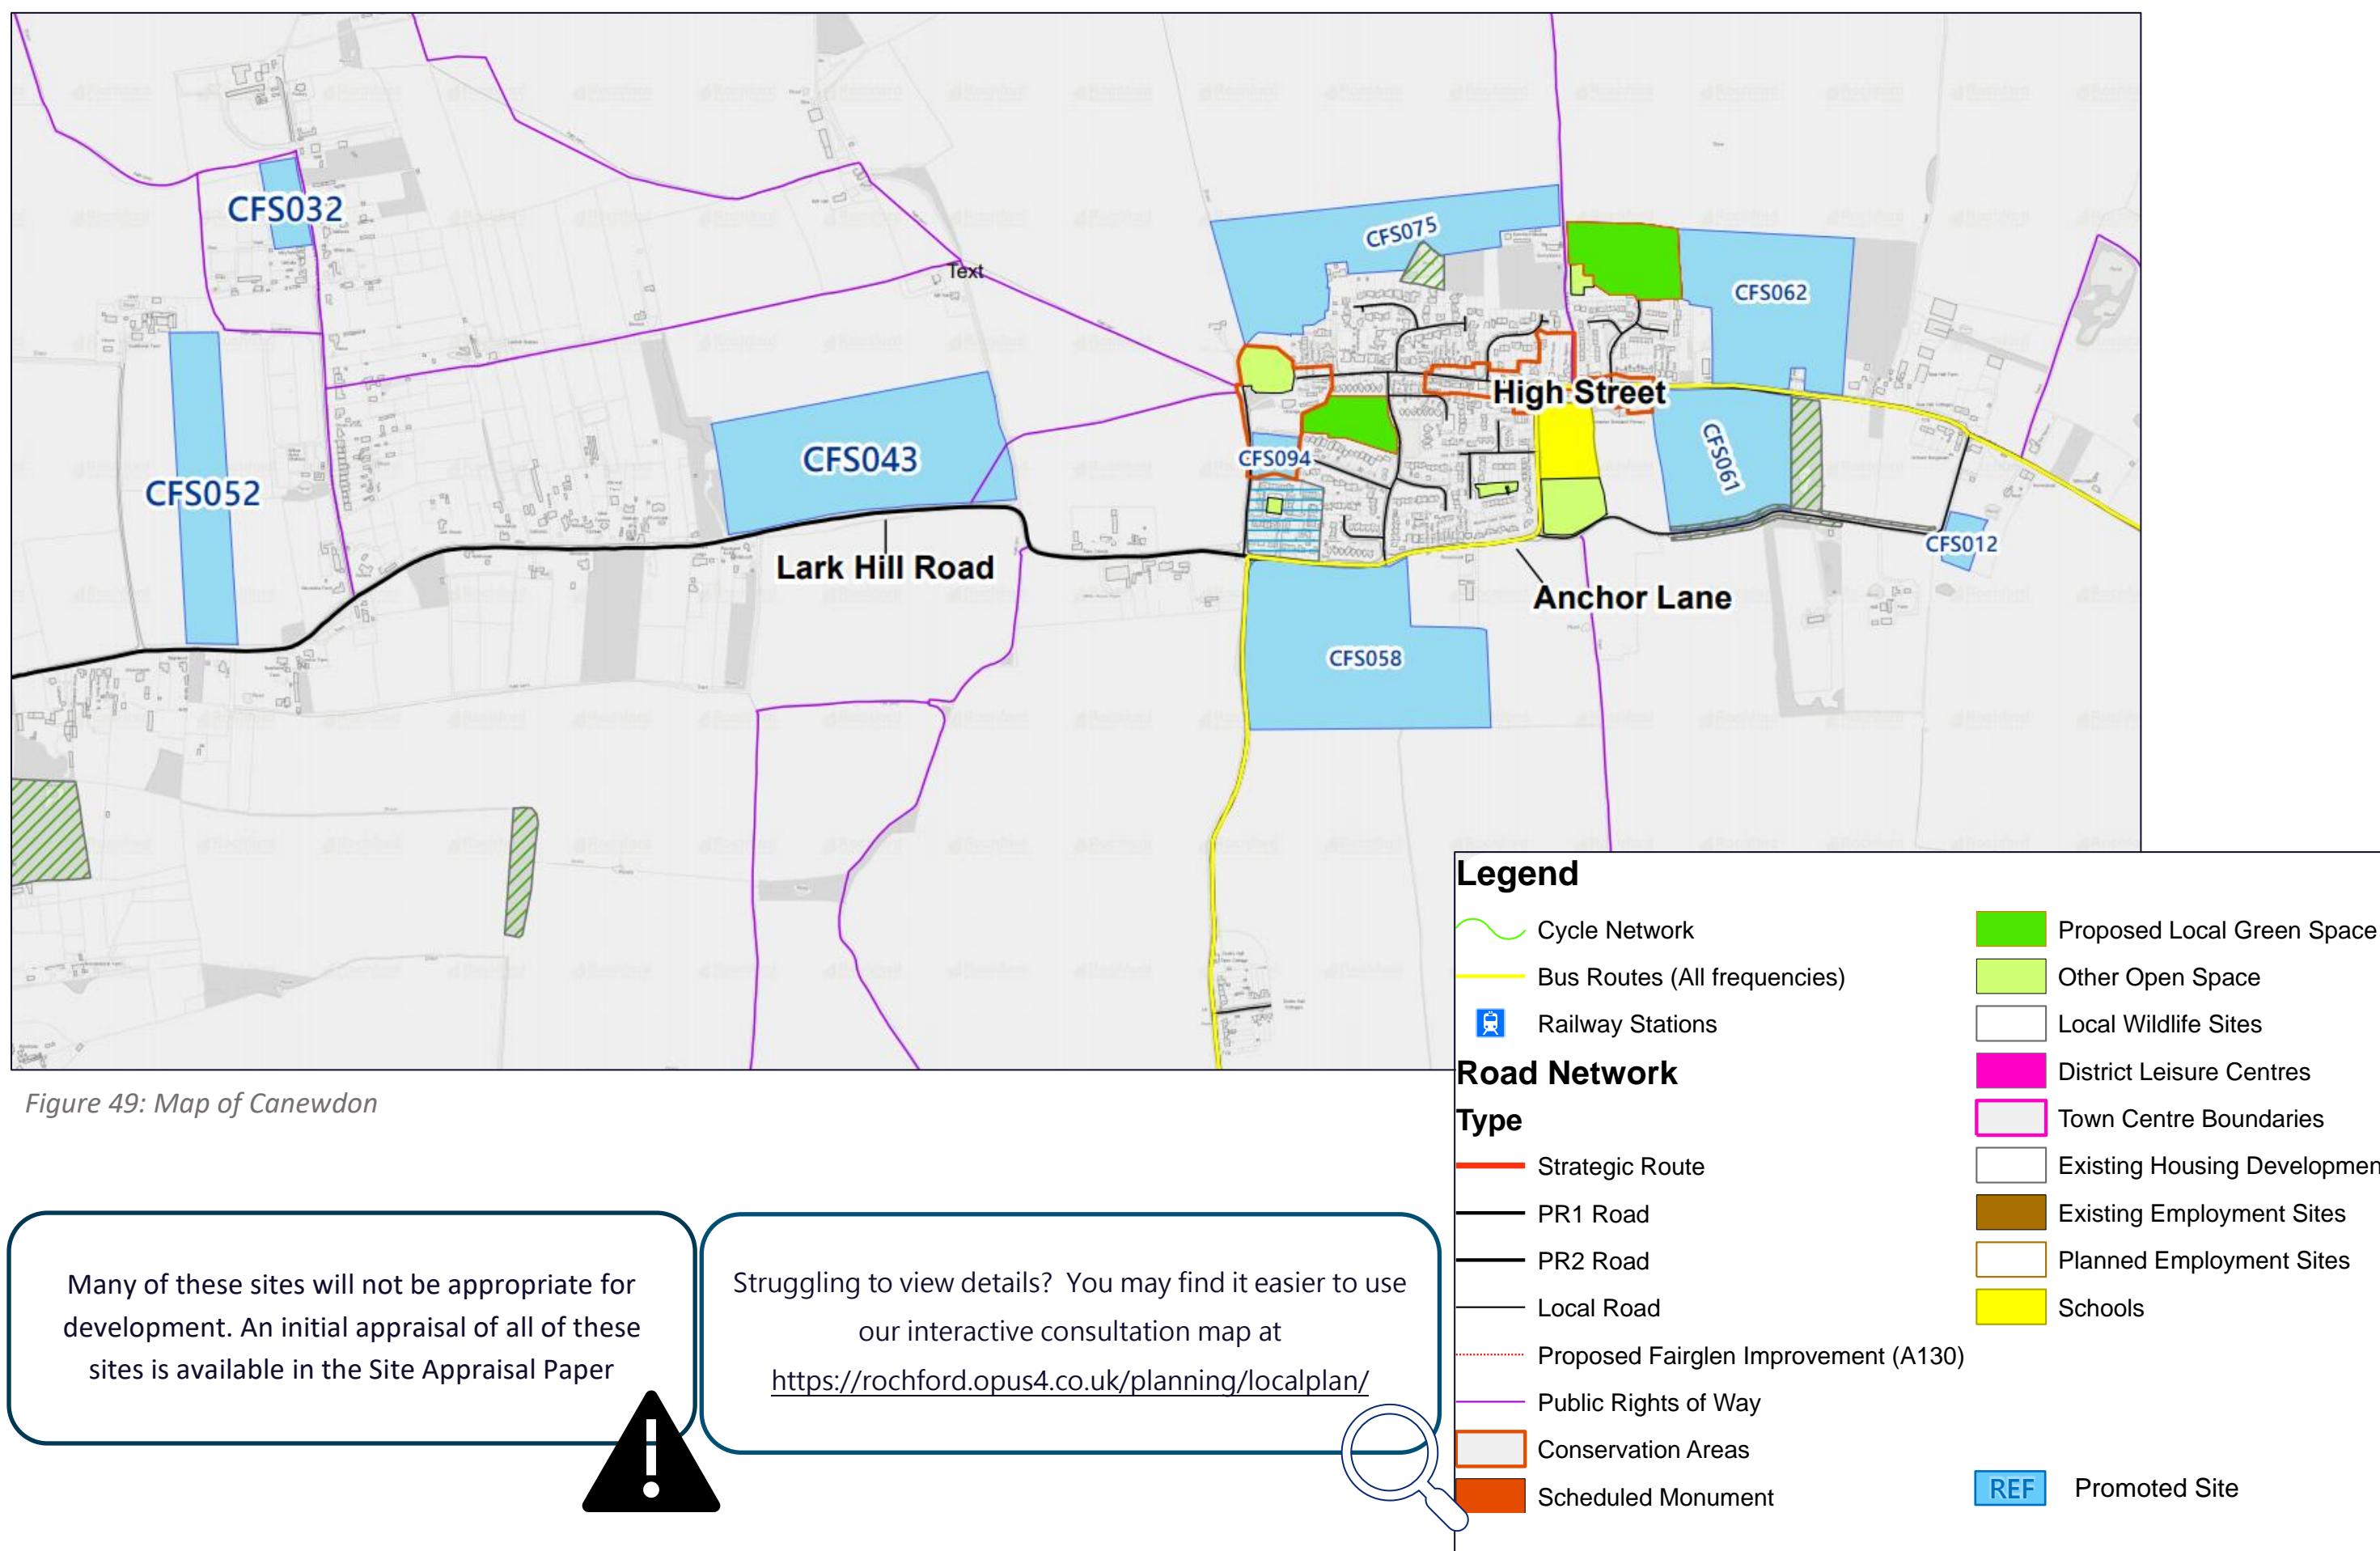 CFS032
CFS075
Text
CFS062
High Street
CFS043
CFS094
CFS061
CFS052
CFS012
Lark Hill Road
Anchor Lane
CFS058
Legend
Cycle Network
Bus Routes (All frequencies)
Railway Stations
Road Network
Type
Strategic Route
PR1 Road
PR2 Road
Local Road
Proposed Fairglen Improvement (A130)
Public Rights of Way
Conservation Areas
Scheduled Monument
Proposed Local Green Space
Other Open Space
Local Wildlife Sites
District Leisure Centres
Town Centre Boundaries
Existing Housing Developmen
Existing Employment Sites
Planned Employment Sites
Schools
REF Promoted Site
Figure 49: Map of Canewdon
Many of these sites will not be appropriate for
development. An initial appraisal of all of these
sites is available in the Site Appraisal Paper
Struggling to view details? You may find it easier to use
our interactive consultation map at
https://rochford.opus4.co.uk/planning/localplan/